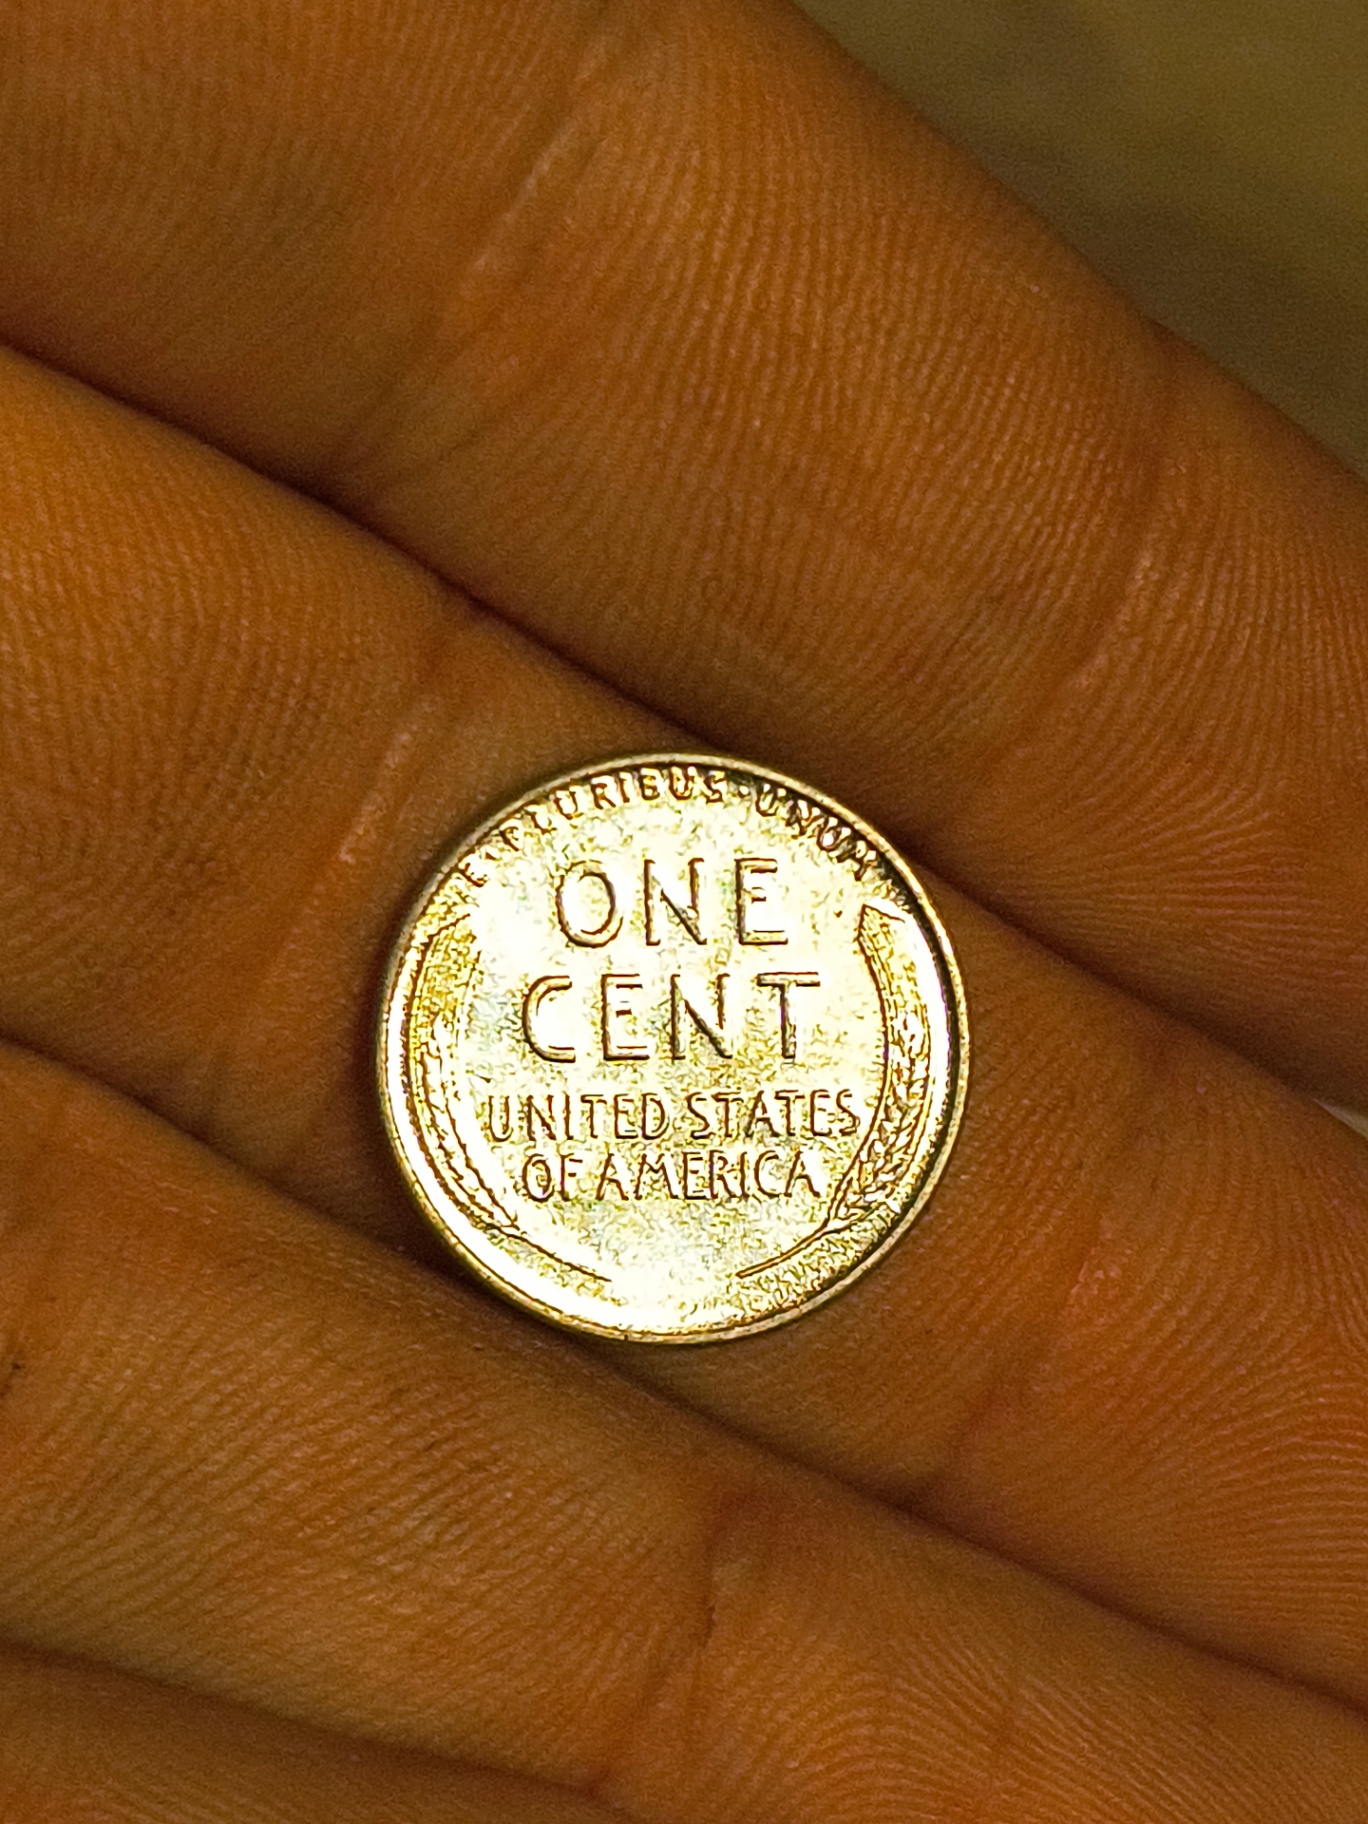 E·PLURIBUS·UNUM
ONE
CENT
UNITED STATES
OF AMERICA